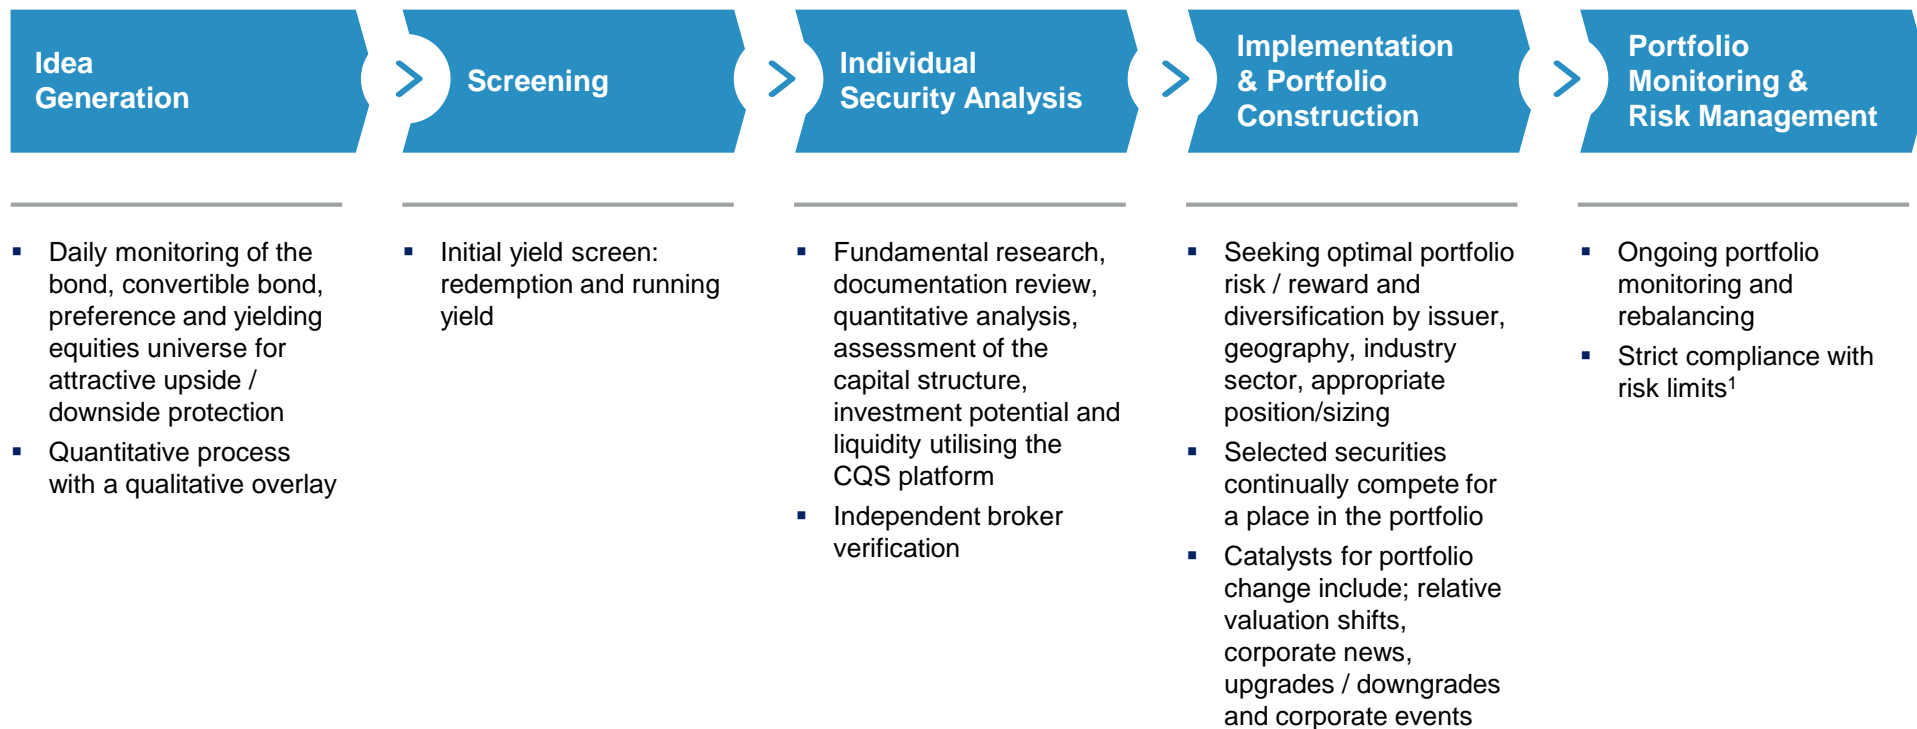 Idea
Generation
Screening
Individual
Security Analysis
Implementation
& Portfolio
Construction
Portfolio
Monitoring &
Risk Management
▪ Daily monitoring of the
bond, convertible bond,
preference and yielding
equities universe for
attractive upside /
downside protection
▪ Quantitative process
with a qualitative overlay
▪ Initial yield screen:
redemption and running
yield
▪ Fundamental research,
documentation review,
quantitative analysis,
assessment of the
capital structure,
investment potential and
liquidity utilising the
CQS platform
▪ Independent broker
verification
▪ Seeking optimal portfolio
risk / reward and
diversification by issuer,
geography, industry
sector, appropriate
position/sizing
▪ Selected securities
continually compete for
a place in the portfolio
▪ Catalysts for portfolio
change include; relative
valuation shifts,
corporate news,
upgrades / downgrades
and corporate events
▪ Ongoing portfolio
monitoring and
rebalancing
▪ Strict compliance with
risk limits¹